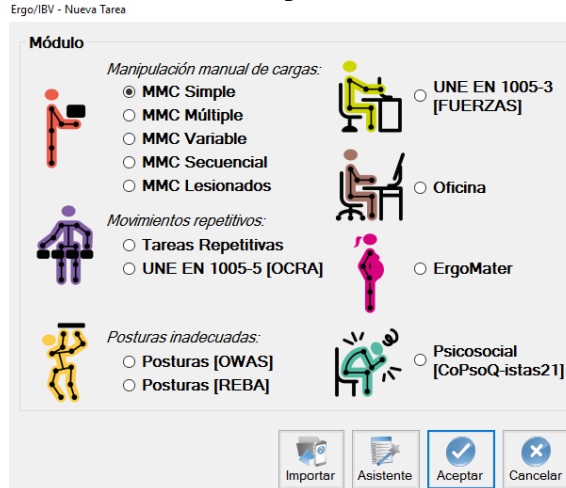 Ergo/IBV - Nueva Tarea
Módulo
Manipulación manual de cargas:
MMC Simple
MMC Múltiple
MMC Variable
MMC Secuencial
MMC Lesionados
Movimientos repetitivos:
Tareas Repetitivas
UNE EN 1005-5 [OCRA]
Posturas inadecuadas:
Posturas [OWAS]
Posturas [REBA]
UNE EN 1005-3
[FUERZAS]
Oficina
ErgoMater
Psicosocial
[CoPsoQ-istas21]
Importar
Asistente
Aceptar
Cancelar